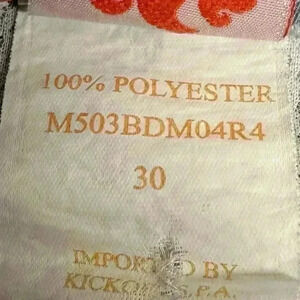 100% POLYESTER
M503BDM04R4
30
IMPORTED BY
S.P.A.